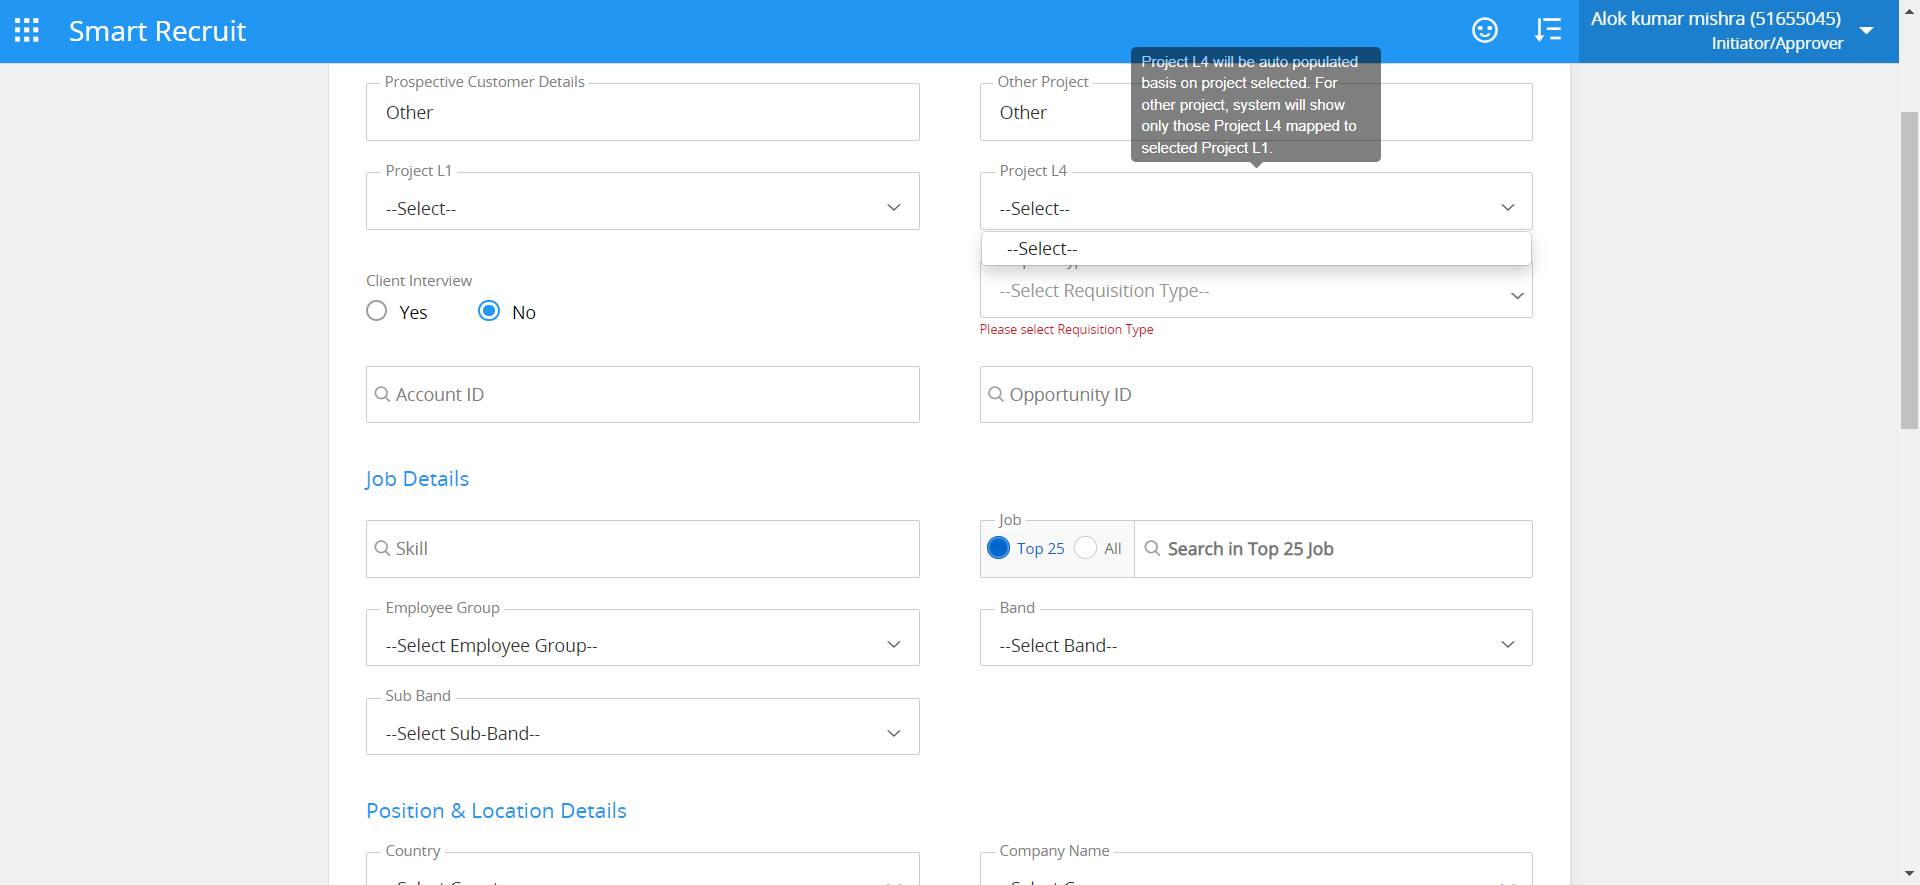 Smart Recruit
Alok kumar mishra (51655045)
Initiator/Approver
Project L4 will be auto populated
basis on project selected. For
other project, system will show
only those Project L4 mapped to
selected Project L1.
Prospective Customer Details
Other
Other Project
Other
Project L1
--Select--
Project L4
--Select--
--Select--
Client Interview
Yes
No
--Select Requisition Type--
Please select Requisition Type
Account ID
Opportunity ID
Job Details
Skill
Job
Top 25
All
Search in Top 25 Job
Employee Group
--Select Employee Group--
Band
--Select Band--
Sub Band
--Select Sub-Band--
Position & Location Details
Country
Company Name